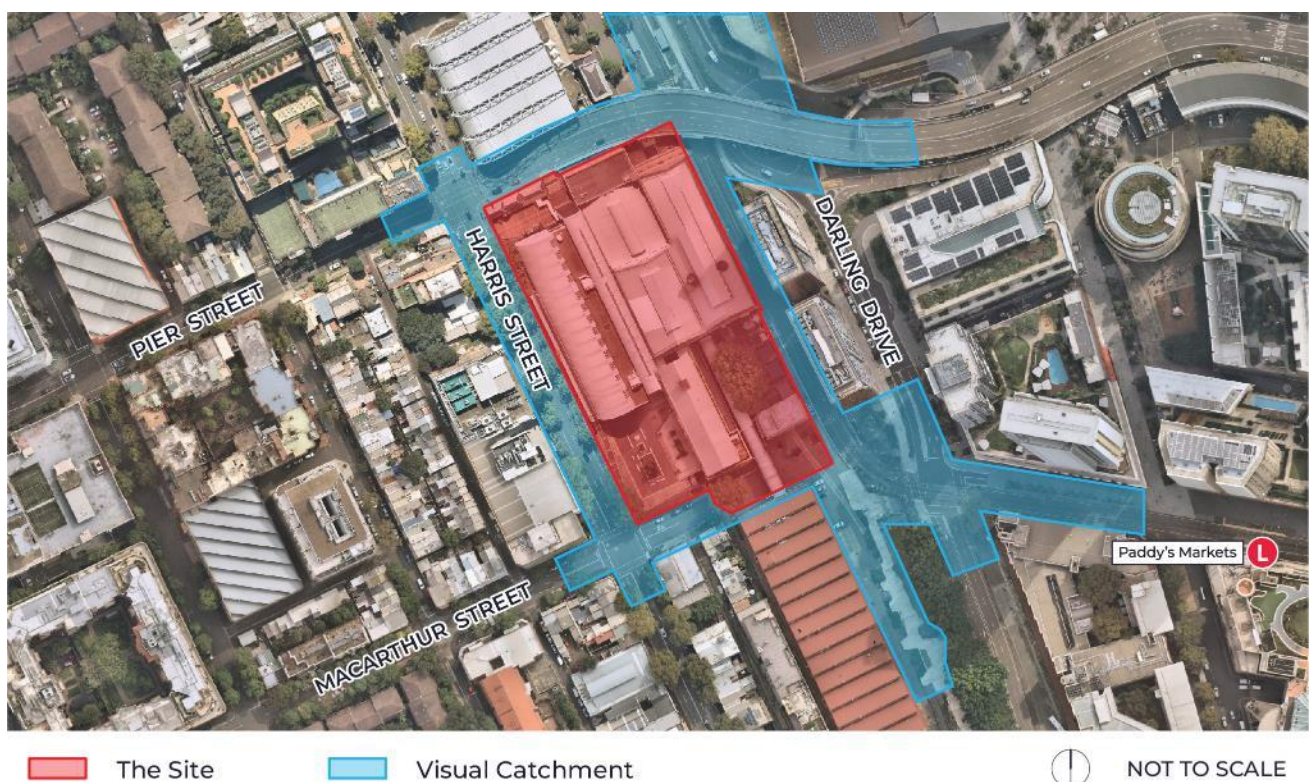 PIER STREET
HARRIS STREET
DARLING DRIVE
MACARTHUR STREET
Paddy's Markets L
The Site
Visual Catchment
NOT TO SCALE